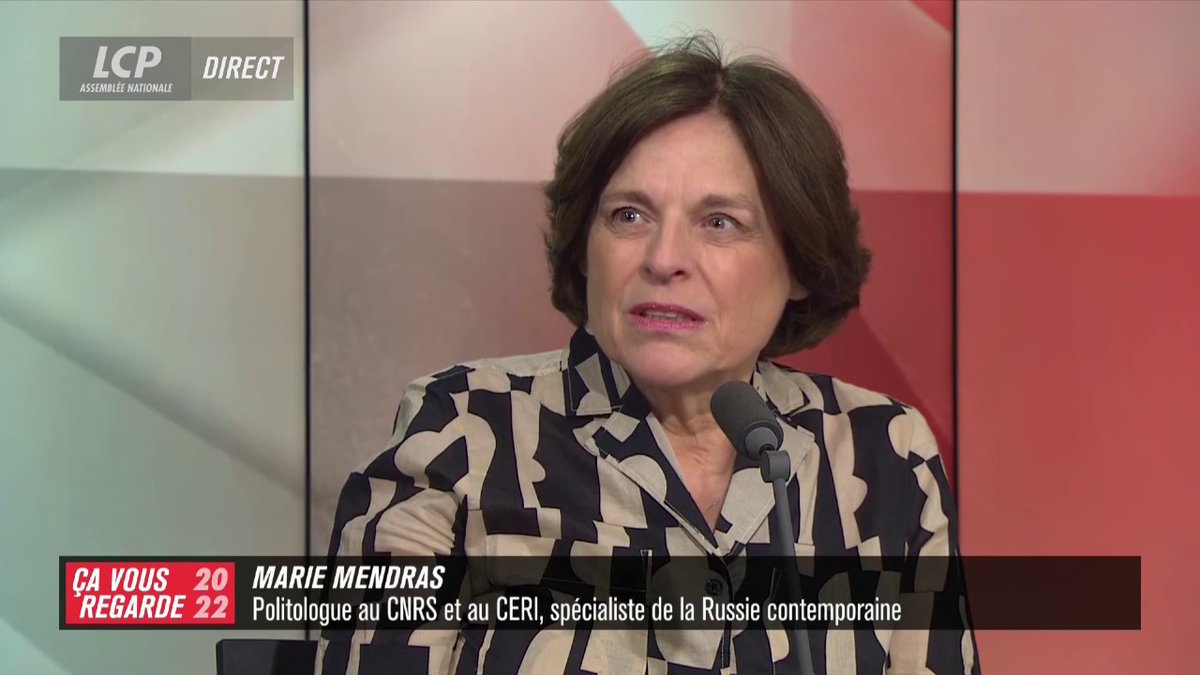 LCP
ASSEMBLÉE NATIONALE
DIRECT
ÇA VOUS
REGARDE
20
22
MARIE MENDRAS
Politologue au CNRS et au CERI, spécialiste de la Russie contemporaine